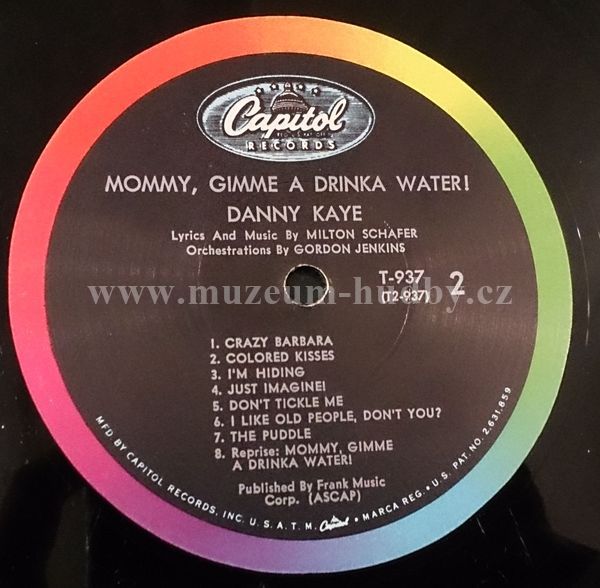 Capitol
RECORDS
MOMMY, GIMME A DRINKA WATER!
DANNY KAYE
Lyrics And Music By MILTON SCHAFER
Orchestrations By GORDON JENKINS
T-937
(T2-937)
2
www.muzeum-hudby.cz
1. CRAZY BARBARA
2. COLORED KISSES
3. I'M HIDING
4. JUST IMAGINE!
5. DON'T TICKLE ME
6. I LIKE OLD PEOPLE, DON'T YOU?
7. THE PUDDLE
8. Reprise: MOMMY, GIMME
A DRINKA WATER!
Published By Frank Music
Corp. (ASCAP)
MFD BY CAPITOL RECORDS, INC. U.S.A. T.M. Capitol • MARCA REG. • U.S. PAT. NO. 2,631,859